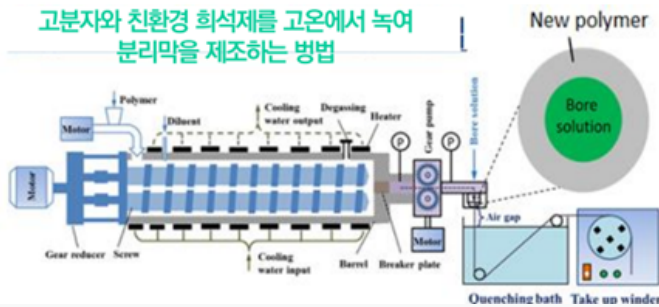 고분자와 친환경 희석제를 고온에서 녹여
분리막을 제조하는 벙법
New polymer
Bore
solution
Polymer
Motor
Diluent
Cooling
water output
Degassing
Heater
Gear pump
Bore solution
P
P
Motor
Air gap
Motor
Gear reducer
Screw
Cooling
water input
Barrel
Breaker plate
Quenching bath
Take up winder